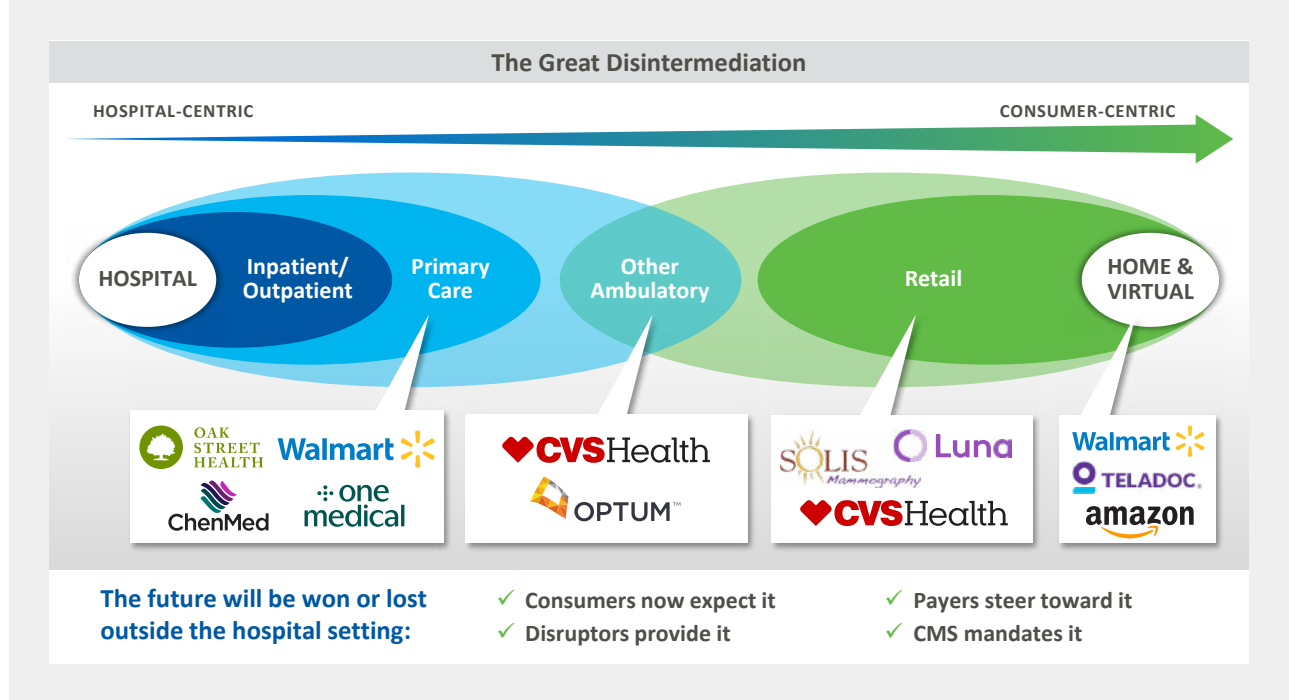 The Great Disintermediation
HOSPITAL-CENTRIC
CONSUMER-CENTRIC
HOSPITAL
Inpatient/
Outpatient
Primary
Care
Other
Ambulatory
Retail
HOME &
VIRTUAL
OAK
STREET
HEALTH
Walmart
ChenMed
one
medical
CVSHealth
OPTUM™
SOLIS
Mammography
Luna
CVSHealth
Walmart
TELADOC.
amazon
The future will be won or lost
outside the hospital setting:
✓ Consumers now expect it
✓ Disruptors provide it
✓ Payers steer toward it
✓ CMS mandates it